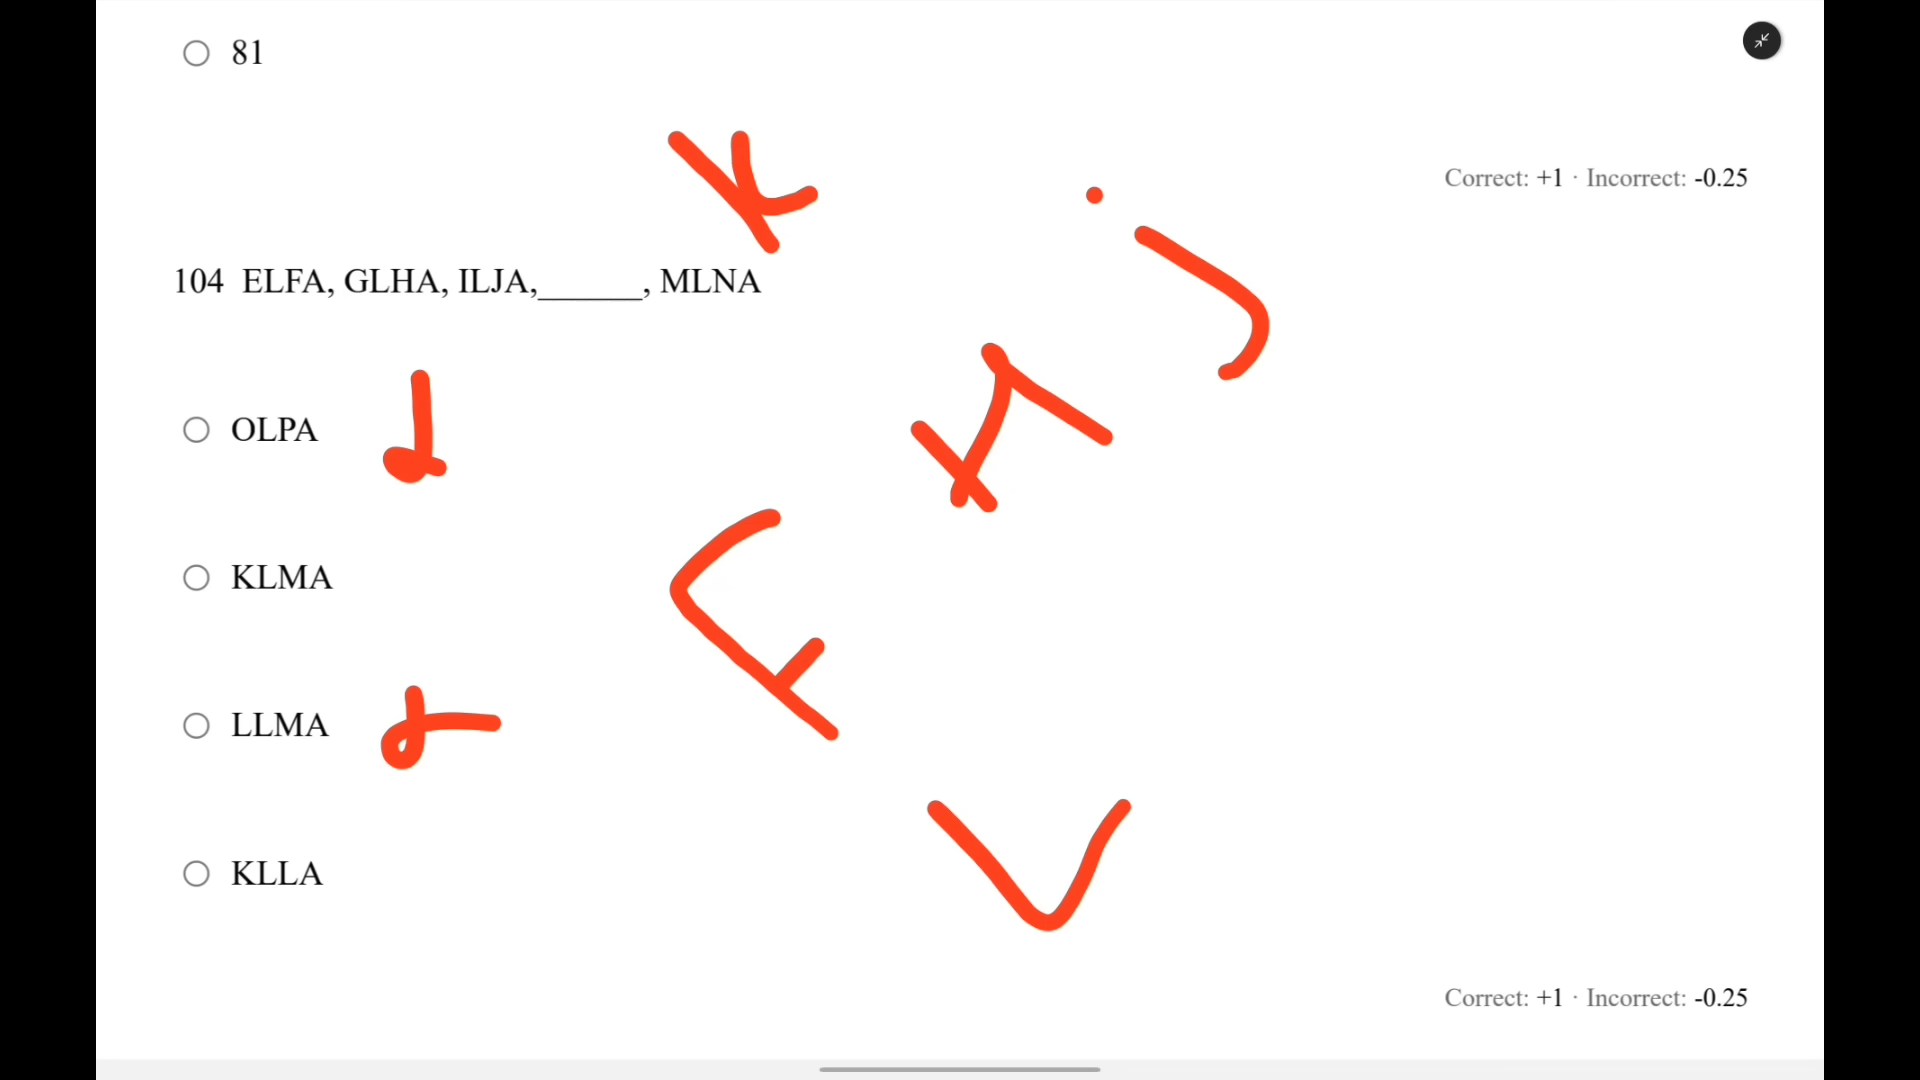 81
Correct: +1 · Incorrect: -0.25
K
104 ELFA, GLHA, ILJA,______, MLNA
OLPA
KLMA
LLMA
KLLA
Correct: +1 · Incorrect: -0.25